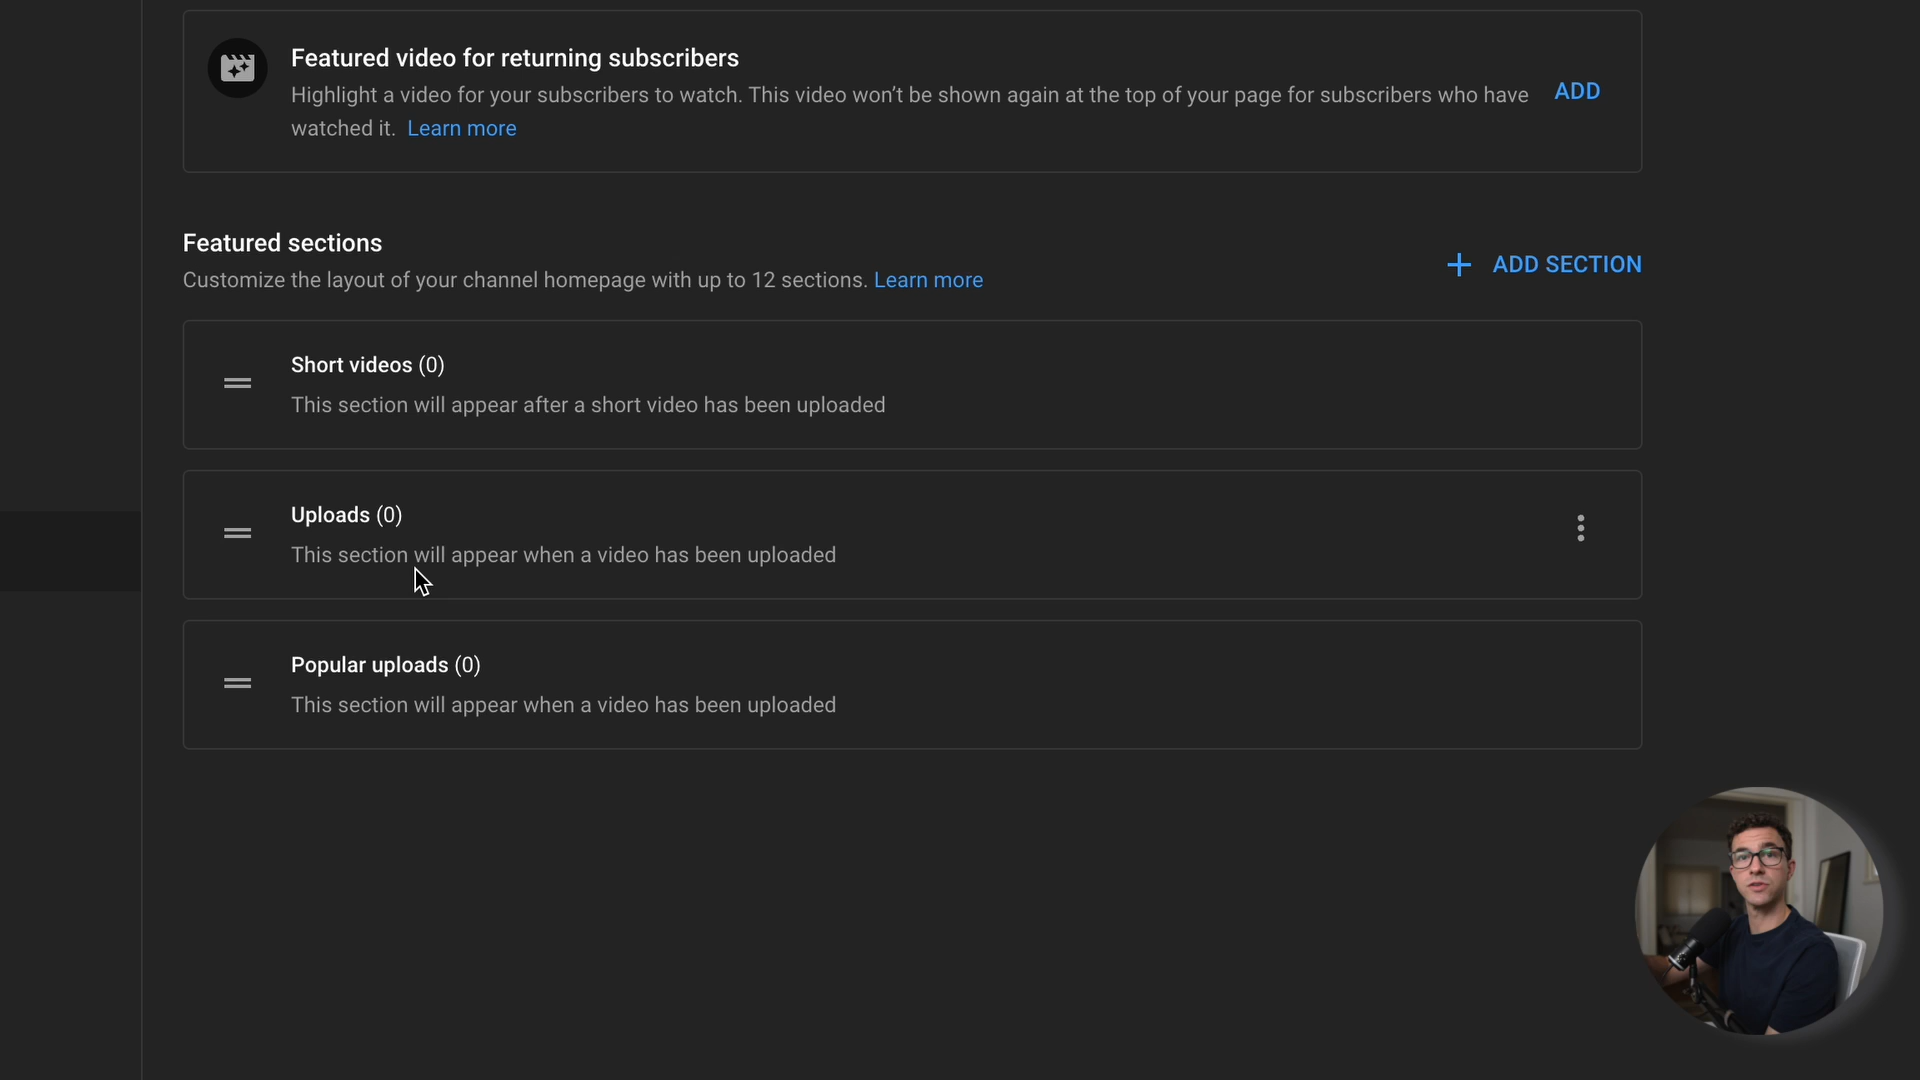 Featured video for returning subscribers
Highlight a video for your subscribers to watch. This video won’t be shown again at the top of your page for subscribers who have
watched it. Learn more
ADD
Featured sections
Customize the layout of your channel homepage with up to 12 sections. Learn more
ADD SECTION
Short videos (0)
This section will appear after a short video has been uploaded
Uploads (0)
This section will appear when a video has been uploaded
Popular uploads (0)
This section will appear when a video has been uploaded